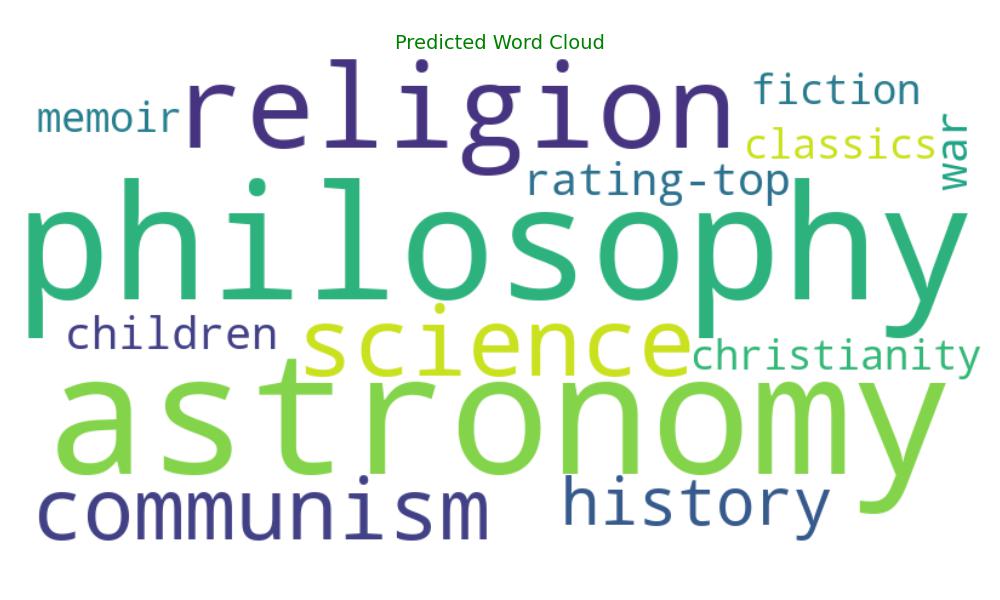 Predicted Word Cloud
religion
memoir
fiction
classics
war
rating-top
philosophy
children
science
christianity
astronomy
communism
history